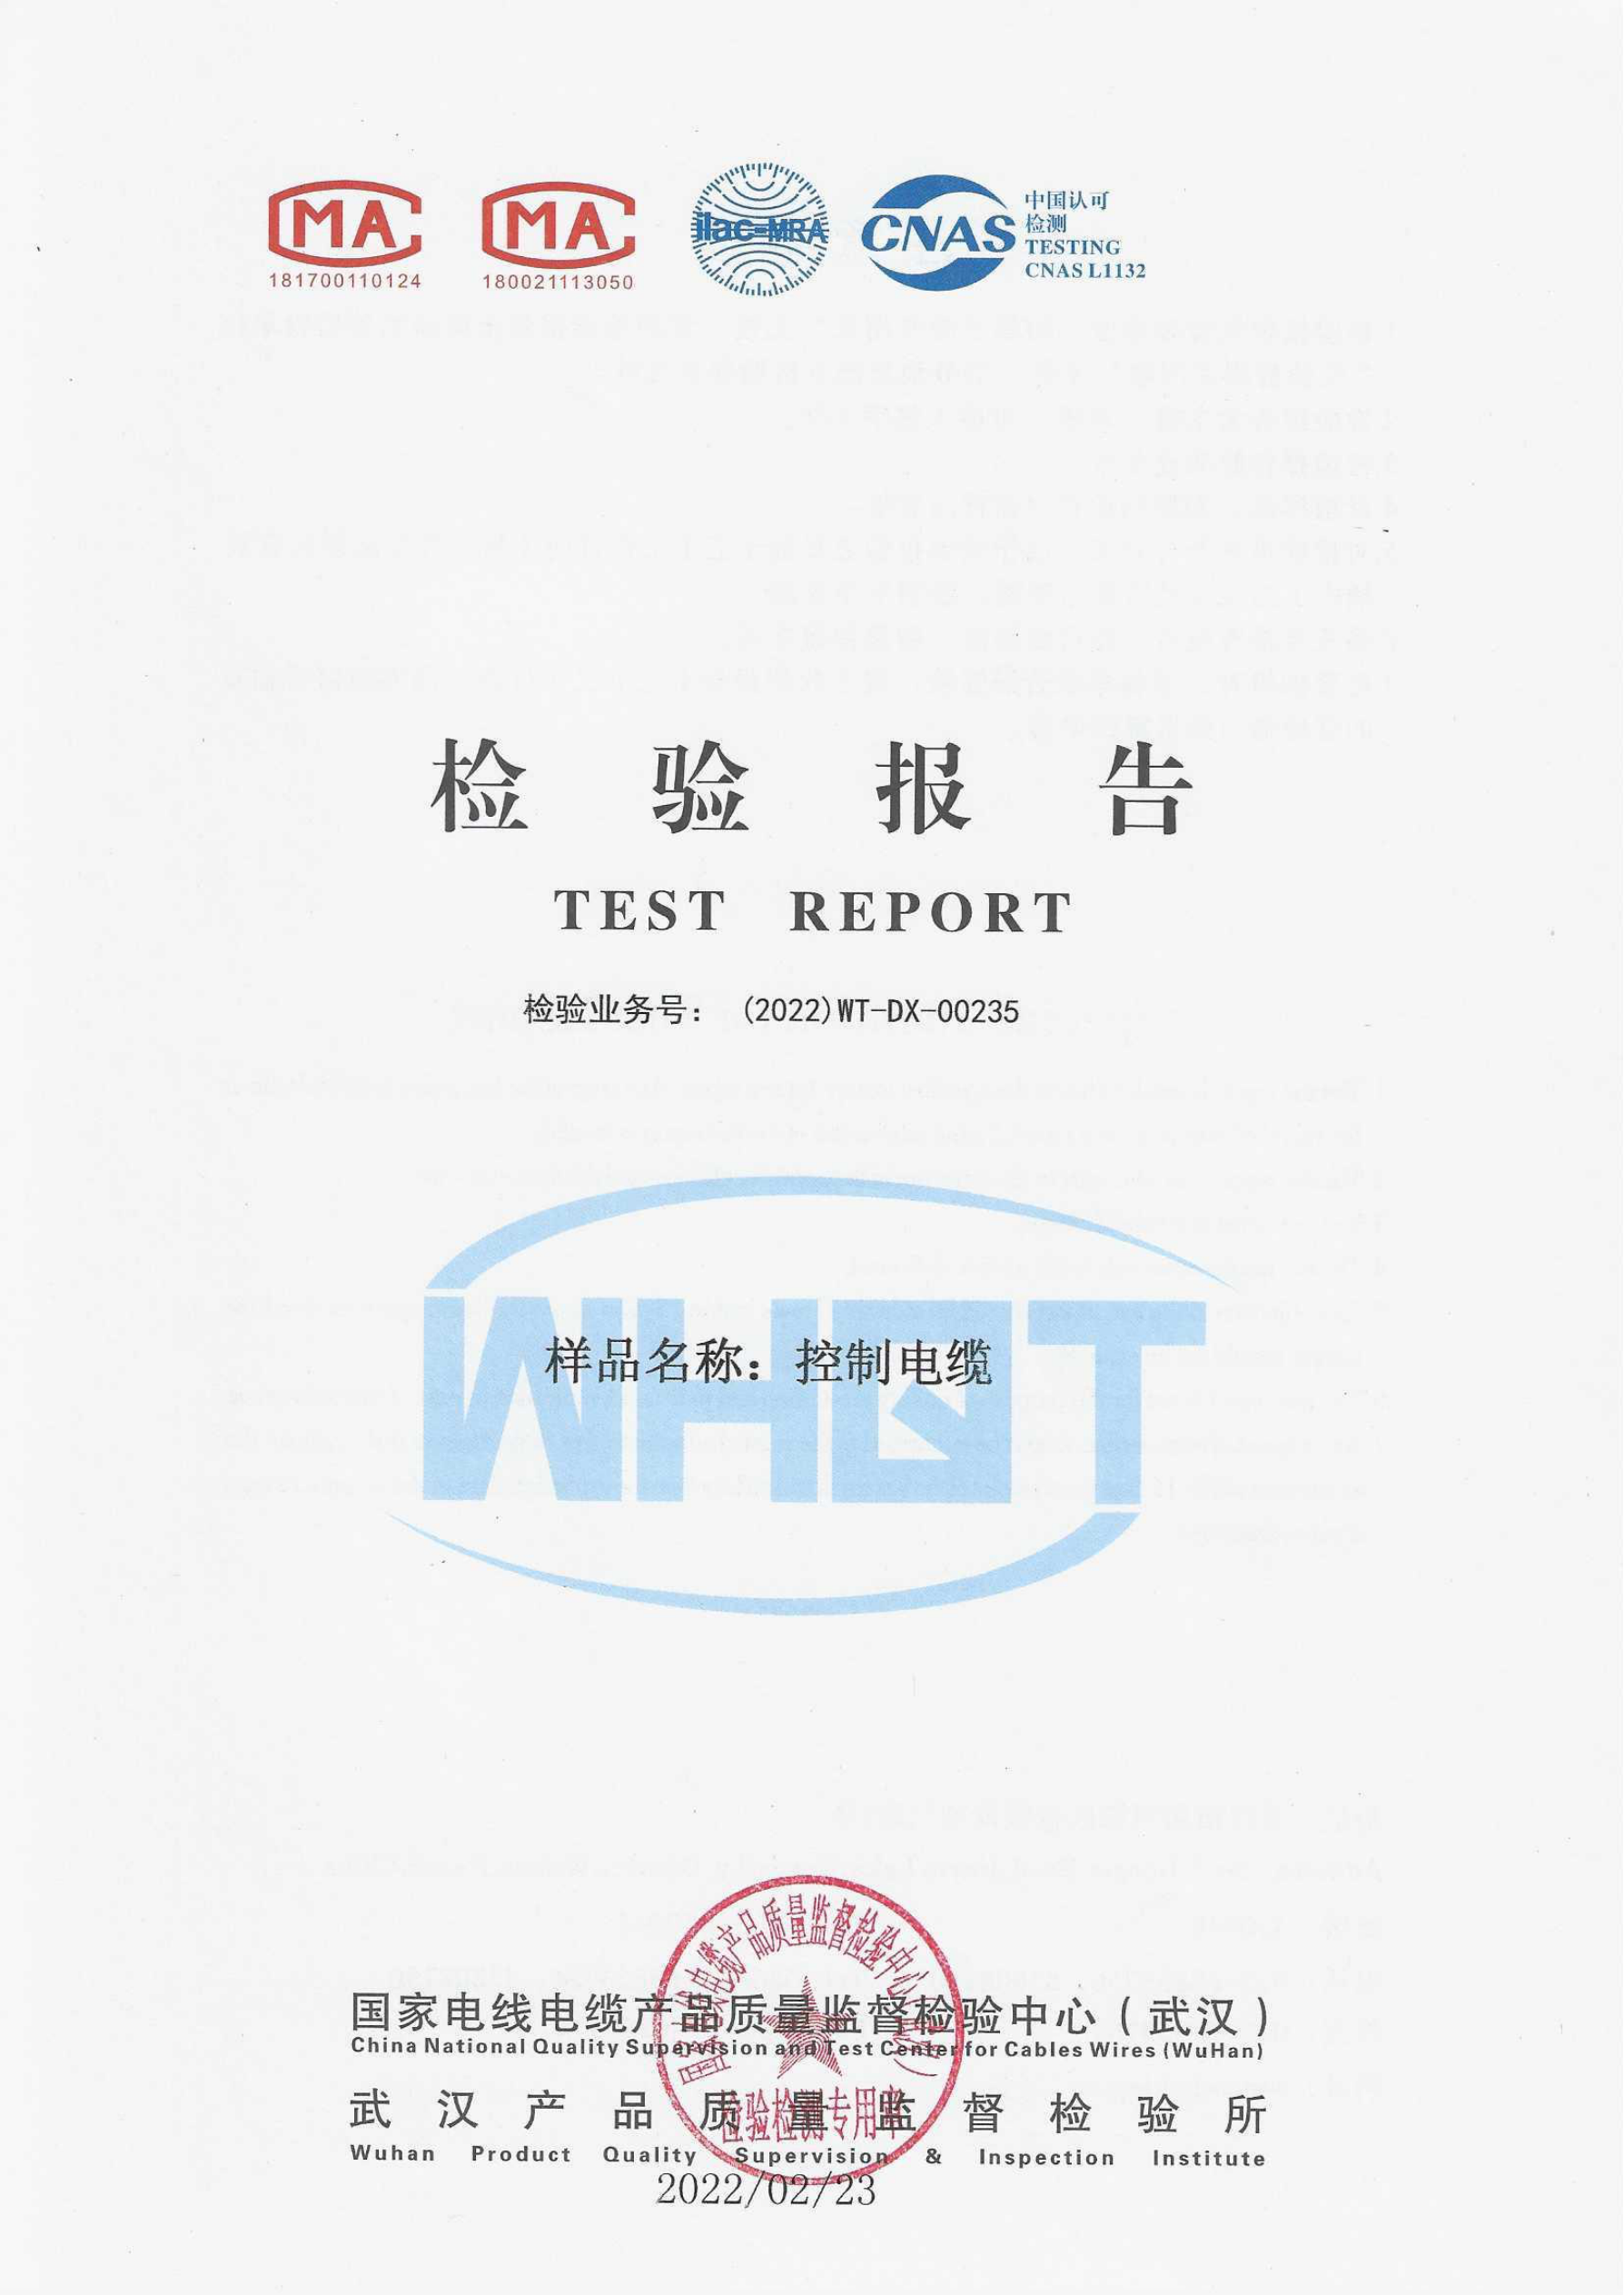 MA
181700110124
MA
180021113050
ilac-MRA
CNAS
中国认可
检测
TESTING
CNAS L1132
检验报告
TEST REPORT
检验业务号： (2022)WT-DX-00235
WHQT
样品名称：控制电缆
国家电线电缆产品质量监督检验中心（武汉）
China National Quality Supervision and Test Center for Cables Wires (WuHan)
武汉产品质量监督检验所
Wuhan Product Quality Supervision & Inspection Institute
国家电线电缆产品质量监督检验中心（武汉）
检验检测专用章
2022/02/23